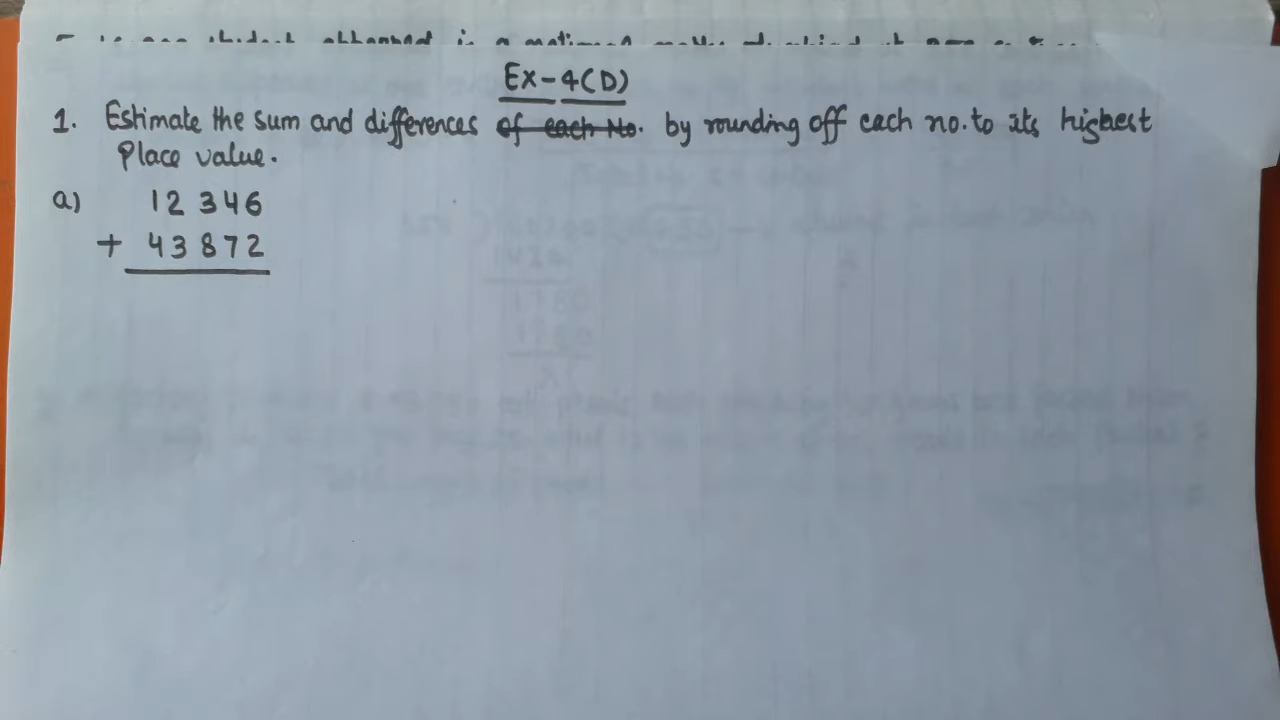 Ex-4(D)
1. Estimate the sum and differences of each No. by rounding off each no. to its highest
Place value.
a) 12 346
+ 43 872